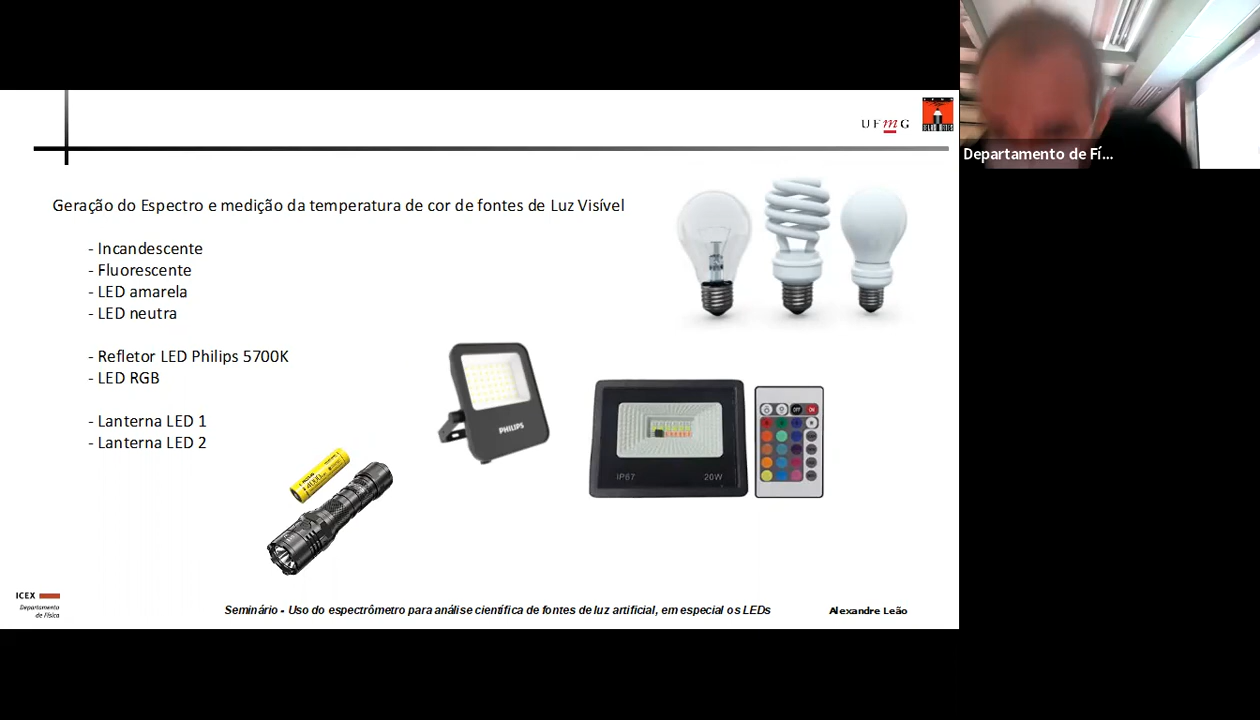 UFmG
Departamento de Fí...
Geração do Espectro e medição da temperatura de cor de fontes de Luz Visível
- Incandescente
- Fluorescente
- LED amarela
- LED neutra
- Refletor LED Philips 5700K
- LED RGB
- Lanterna LED 1
- Lanterna LED 2
PHILIPS
IP67
20W
OFF
ON
ICEX
Departamento
de Física
Seminário - Uso do espectrômetro para análise científica de fontes de luz artificial, em especial os LEDs
Alexandre Leão